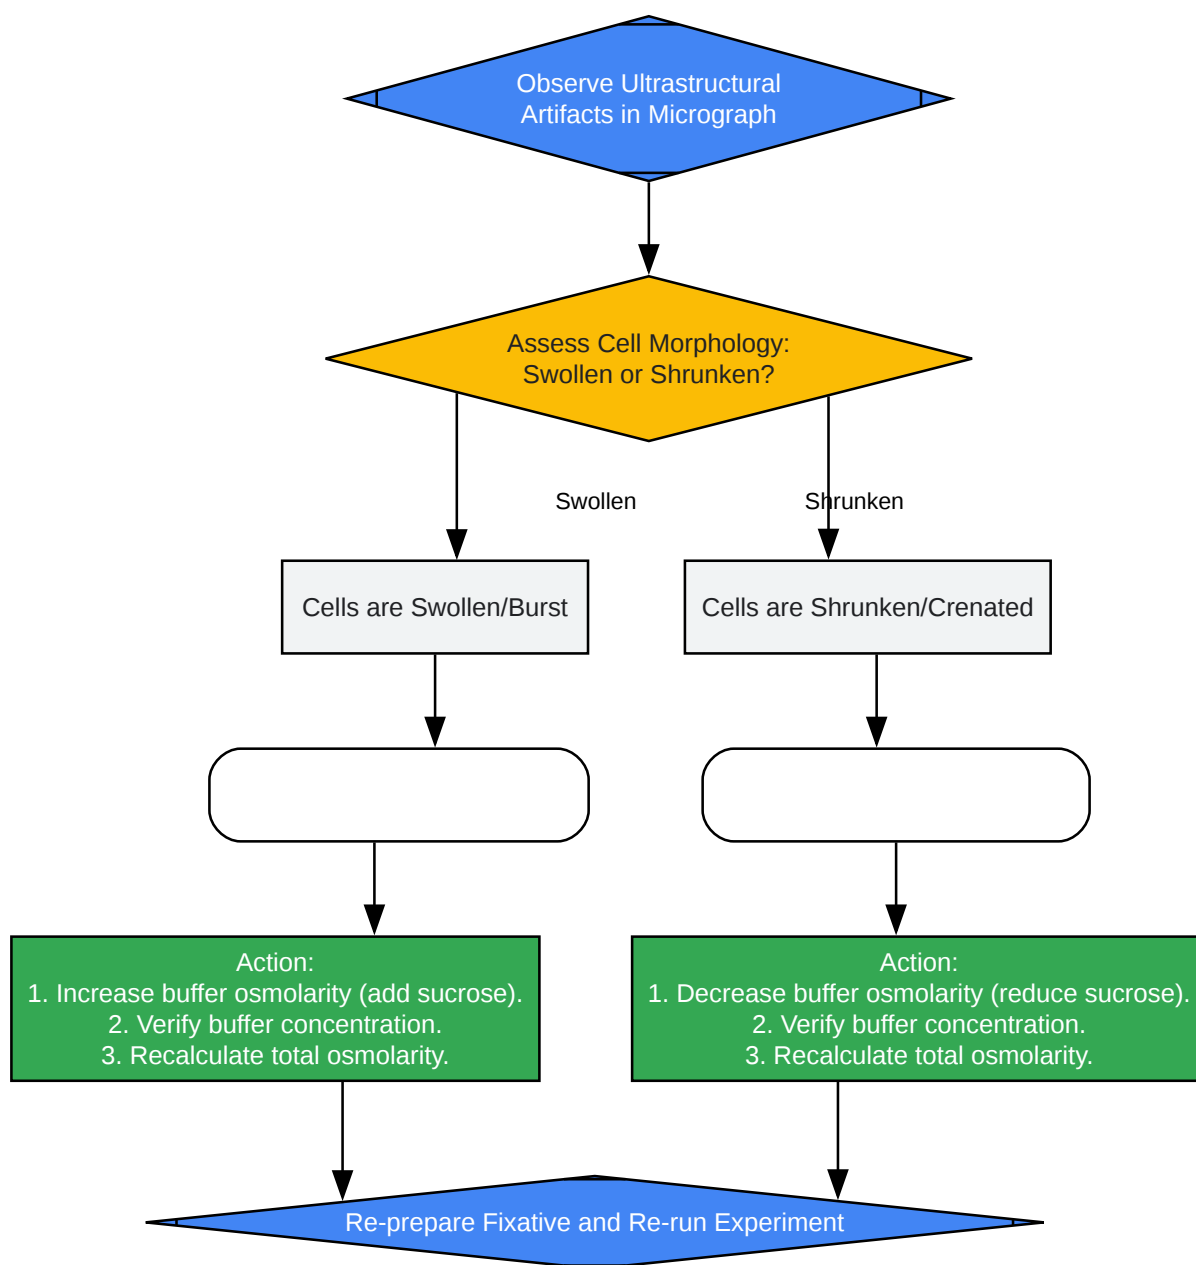 Observe Ultrastructural
Artifacts in Micrograph
Assess Cell Morphology:
Swollen or Shrunken?
Swollen
Shrunken
Cells are Swollen/Burst
Cells are Shrunken/Crenated
Action:
1. Increase buffer osmolarity (add sucrose).
2. Verify buffer concentration.
3. Recalculate total osmolarity.
Action:
1. Decrease buffer osmolarity (reduce sucrose).
2. Verify buffer concentration.
3. Recalculate total osmolarity.
Re-prepare Fixative and Re-run Experiment